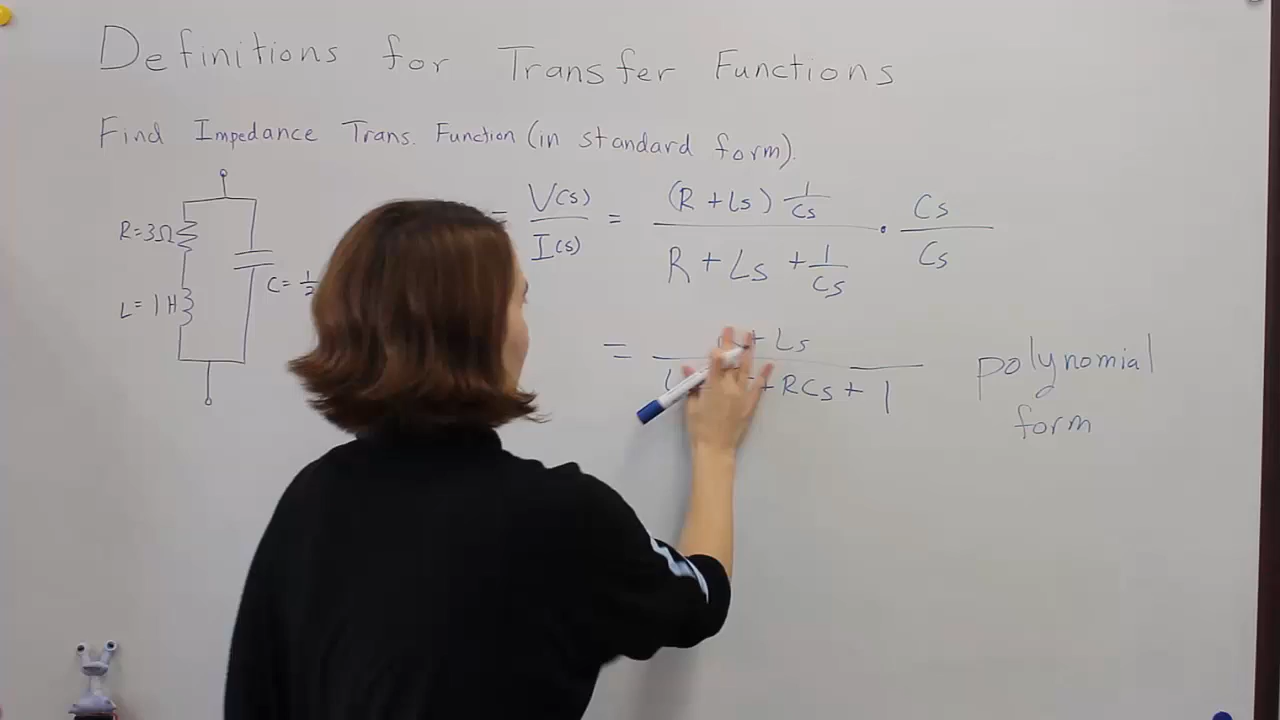 Definitions for Transfer Functions
Find Impedance Trans. Function (in standard form).
R=3Ω
L=1H
C=
= V(s) / I(s) = (R+Ls) 1/Cs / R+Ls+1/Cs · Cs / Cs
= + Ls / +RCs+1
polynomial
form